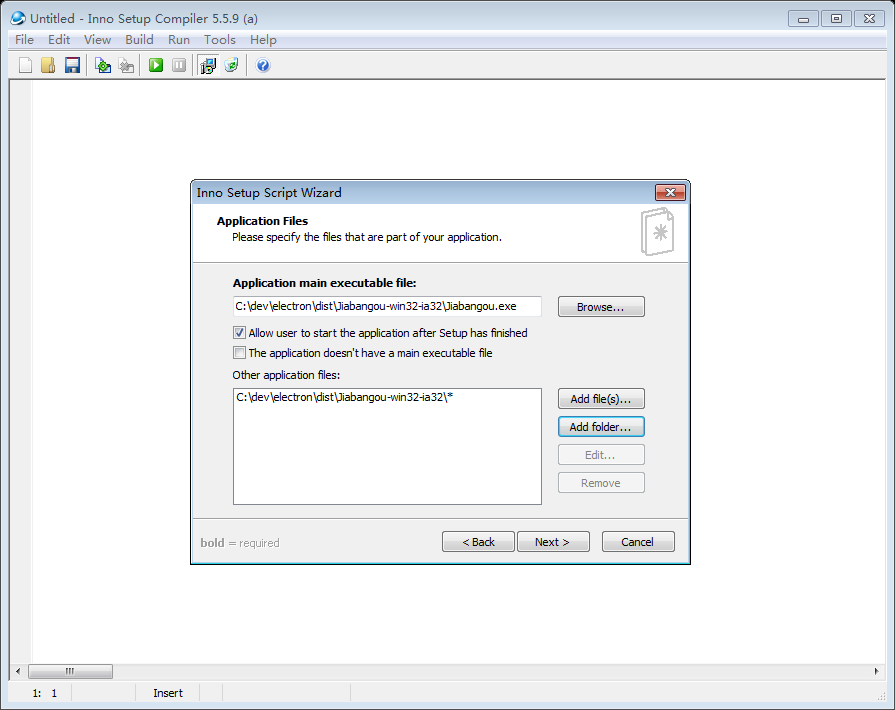 Untitled - Inno Setup Compiler 5.5.9 (a)
File Edit View Build Run Tools Help
Inno Setup Script Wizard
Application Files
Please specify the files that are part of your application.
Application main executable file:
C:\dev\electron\dist\Jiabangou-win32-ia32\Jiabangou.exe
Browse...
Allow user to start the application after Setup has finished
The application doesn't have a main executable file
Other application files:
C:\dev\electron\dist\Jiabangou-win32-ia32\*
Add file(s)...
Add folder...
Edit...
Remove
bold = required
< Back
Next >
Cancel
1: 1
Insert